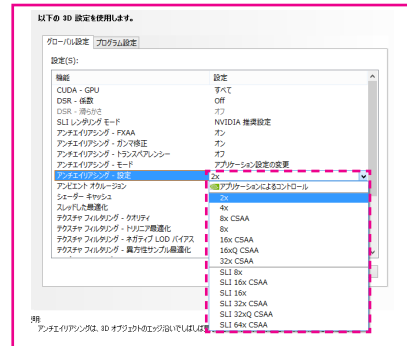 以下の 3D 設定を使用します。
グローバル設定 プログラム設定
設定(S):
機能 設定
CUDA - GPU すべて
DSR - 係数 Off
DSR - 滑らかさ オフ
SLI レンダリング モード NVIDIA 推奨設定
アンチエイリアシング - FXAA オン
アンチエイリアシング - ガンマ修正 オン
アンチエイリアシング - トランスペアレンシー オフ
アンチエイリアシング - モード アプリケーション設定の変更
アンチエイリアシング - 設定 2x
アンビエント オクルージョン アプリケーションによるコントロール
シェーダー キャッシュ 2x
スレッドした最適化 4x
テクスチャ フィルタリング - クオリティ 8x CSAA
テクスチャ フィルタリング - トリリニア最適化 8x
テクスチャ フィルタリング - ネガティブ LOD バイアス 16x CSAA
テクスチャ フィルタリング - 異方性サンプル最適化 16xQ CSAA
32x CSAA
SLI 8x
SLI 16x CSAA
SLI 16x
SLI 32x CSAA
説明:
SLI 32xQ CSAA
アンチエイリアシングは、3D オブジェクトのエッジ沿いでしばしば
SLI 64x CSAA